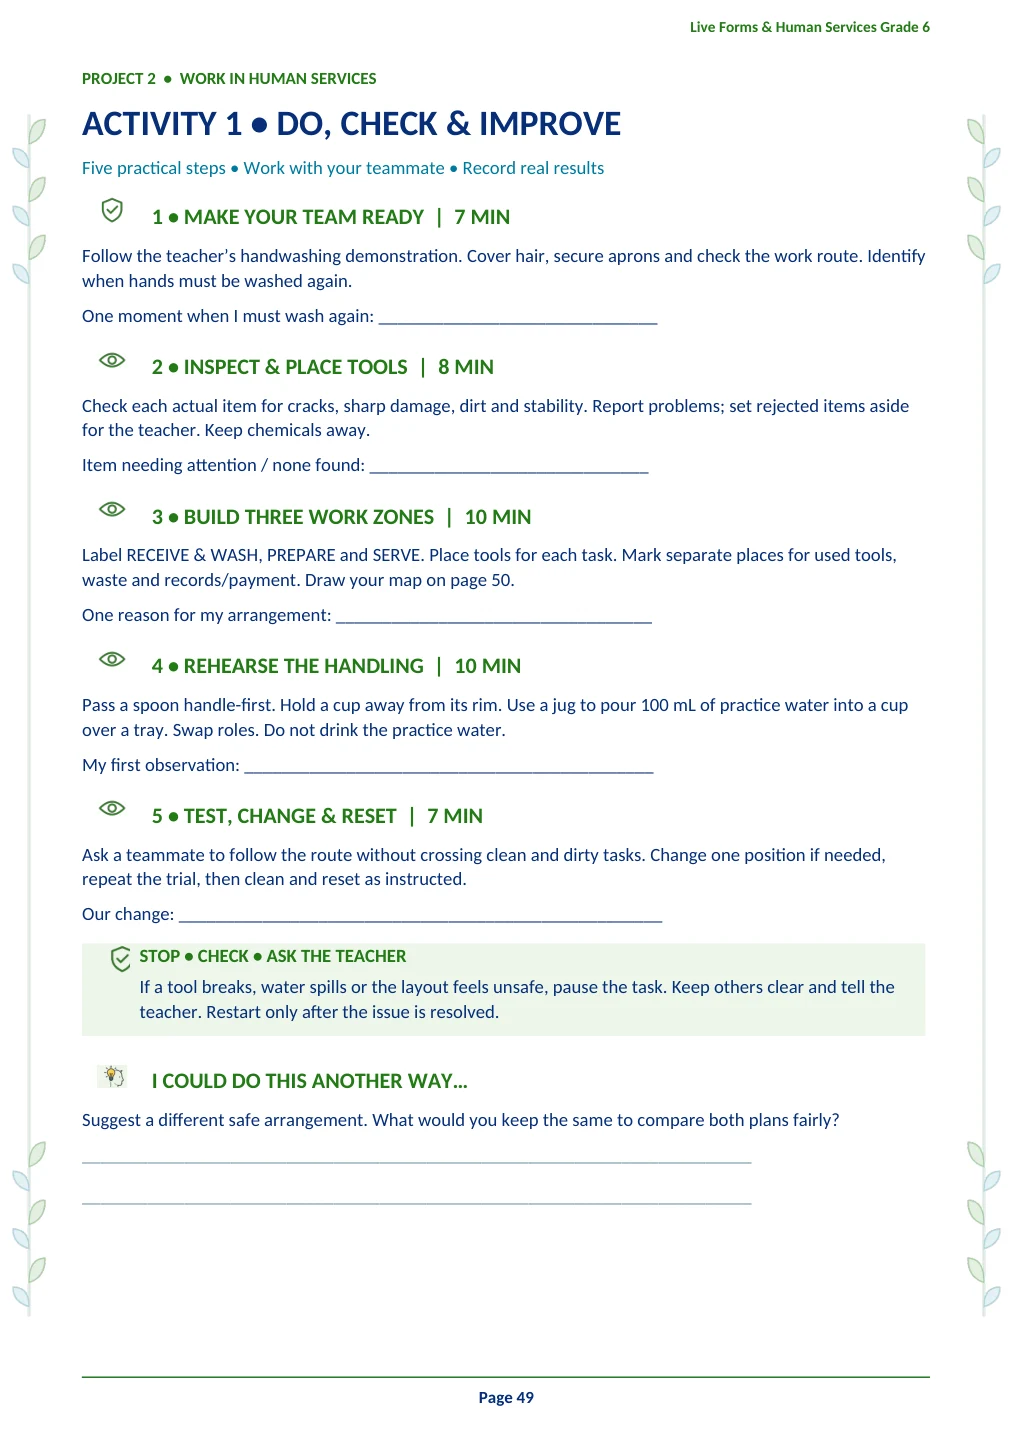 Live Forms & Human Services Grade 6
PROJECT 2 ● WORK IN HUMAN SERVICES
ACTIVITY 1 ● DO, CHECK & IMPROVE
Five practical steps ● Work with your teammate ● Record real results
1 ● MAKE YOUR TEAM READY | 7 MIN
Follow the teacher’s handwashing demonstration. Cover hair, secure aprons and check the work route. Identify
when hands must be washed again.
One moment when I must wash again: ______________________________
2 ● INSPECT & PLACE TOOLS | 8 MIN
Check each actual item for cracks, sharp damage, dirt and stability. Report problems; set rejected items aside
for the teacher. Keep chemicals away.
Item needing attention / none found: ______________________________
3 ● BUILD THREE WORK ZONES | 10 MIN
Label RECEIVE & WASH, PREPARE and SERVE. Place tools for each task. Mark separate places for used tools,
waste and records/payment. Draw your map on page 50.
One reason for my arrangement: __________________________________
4 ● REHEARSE THE HANDLING | 10 MIN
Pass a spoon handle-first. Hold a cup away from its rim. Use a jug to pour 100 mL of practice water into a cup
over a tray. Swap roles. Do not drink the practice water.
My first observation: ____________________________________________
5 ● TEST, CHANGE & RESET | 7 MIN
Ask a teammate to follow the route without crossing clean and dirty tasks. Change one position if needed,
repeat the trial, then clean and reset as instructed.
Our change: ____________________________________________________
STOP ● CHECK ● ASK THE TEACHER
If a tool breaks, water spills or the layout feels unsafe, pause the task. Keep others clear and tell the
teacher. Restart only after the issue is resolved.
I COULD DO THIS ANOTHER WAY…
Suggest a different safe arrangement. What would you keep the same to compare both plans fairly?
________________________________________________________________________
________________________________________________________________________
Page 49